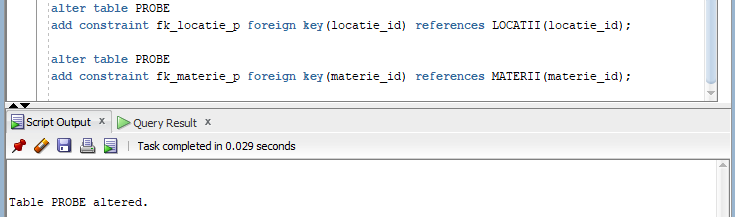 alter table PROBE
add constraint fk_locatie_p foreign key(locatie_id) references LOCATII(locatie_id);
alter table PROBE
add constraint fk_materie_p foreign key(materie_id) references MATERII(materie_id);
Script Output x Query Result x
Task completed in 0.029 seconds
Table PROBE altered.